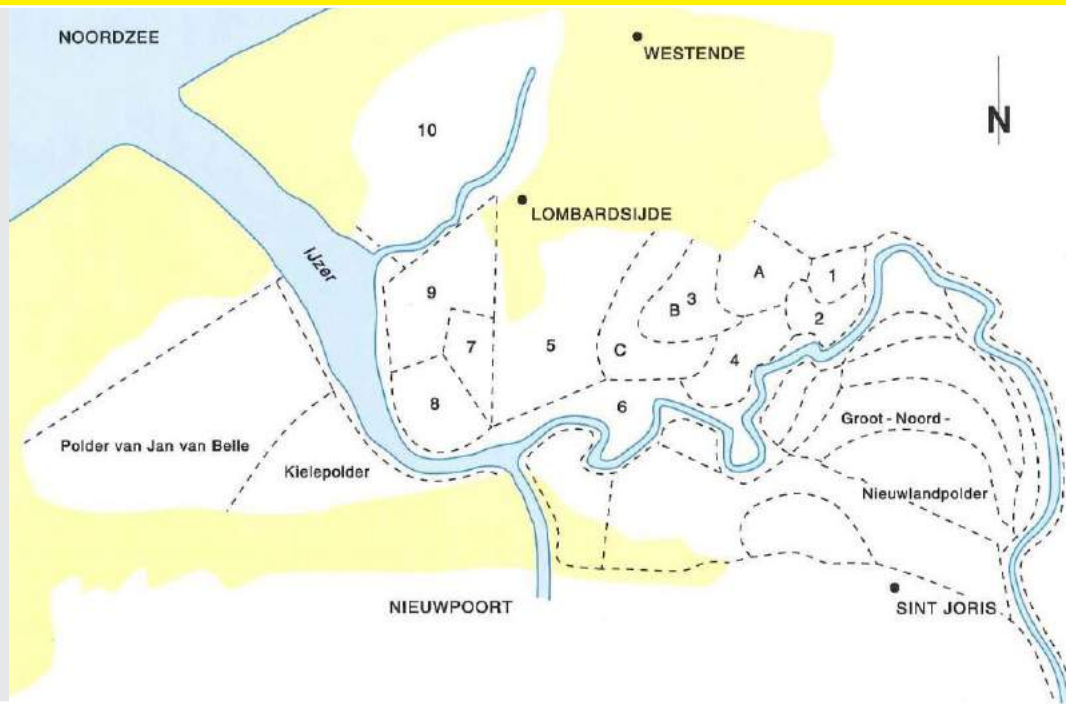 NOORDZEE
WESTENDE
N
10
LOMBARDSIJDE
IJzer
A
1
9
B
3
2
7
5
C
4
8
6
Groot - Noord -
Polder van Jan van Belle
Kielepolder
Nieuwlandpolder
NIEUWPOORT
SINT JORIS